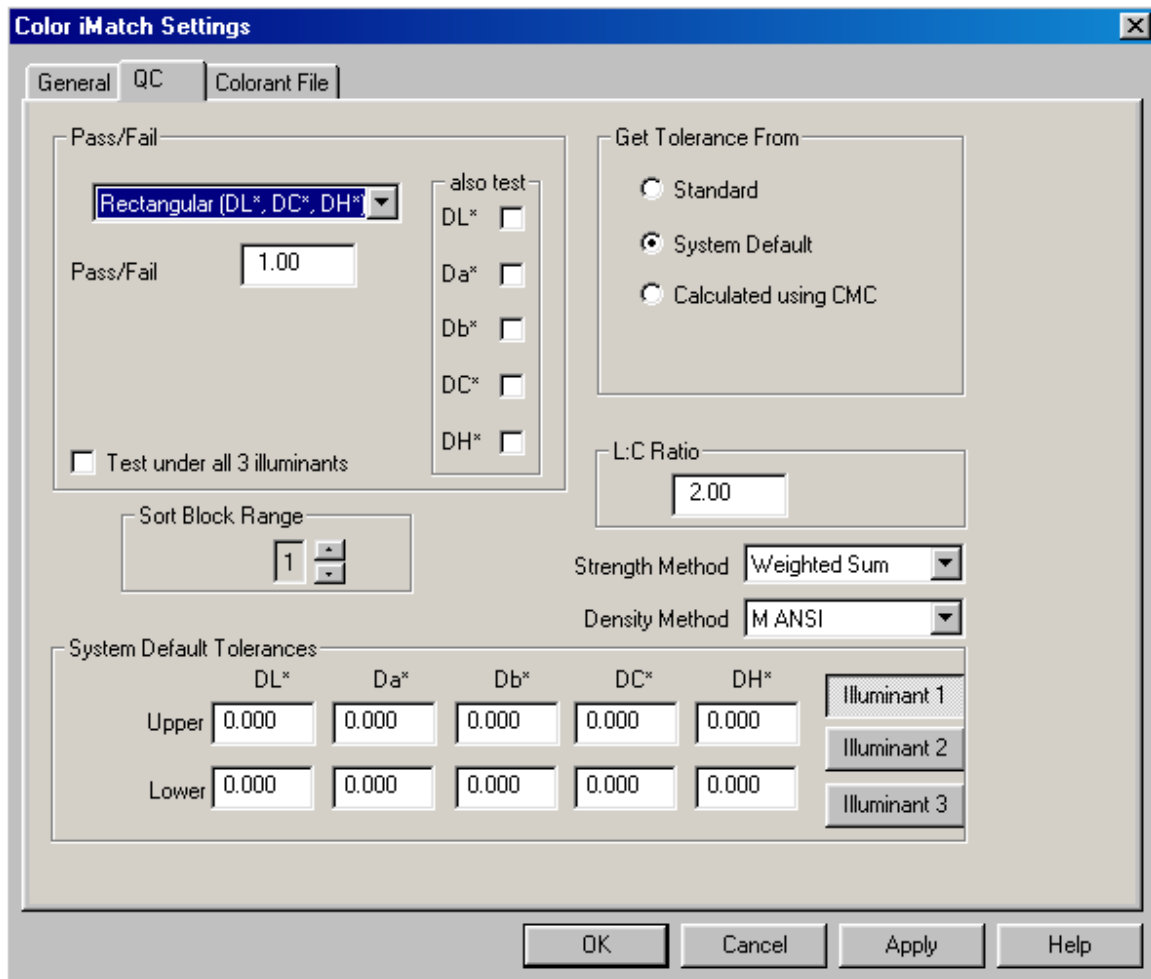 Color iMatch Settings
General QC Colorant File
Pass/Fail
Rectangular (DL*, DC*, DH*)
Pass/Fail 1.00
also test
DL*
Da*
Db*
DC*
DH*
Test under all 3 illuminants
Get Tolerance From
Standard
System Default
Calculated using CMC
L:C Ratio
2.00
Sort Block Range
1
Strength Method Weighted Sum
Density Method M ANSI
System Default Tolerances
DL* Da* Db* DC* DH*
Upper 0.000 0.000 0.000 0.000 0.000
Lower 0.000 0.000 0.000 0.000 0.000
Illuminant 1
Illuminant 2
Illuminant 3
OK Cancel Apply Help